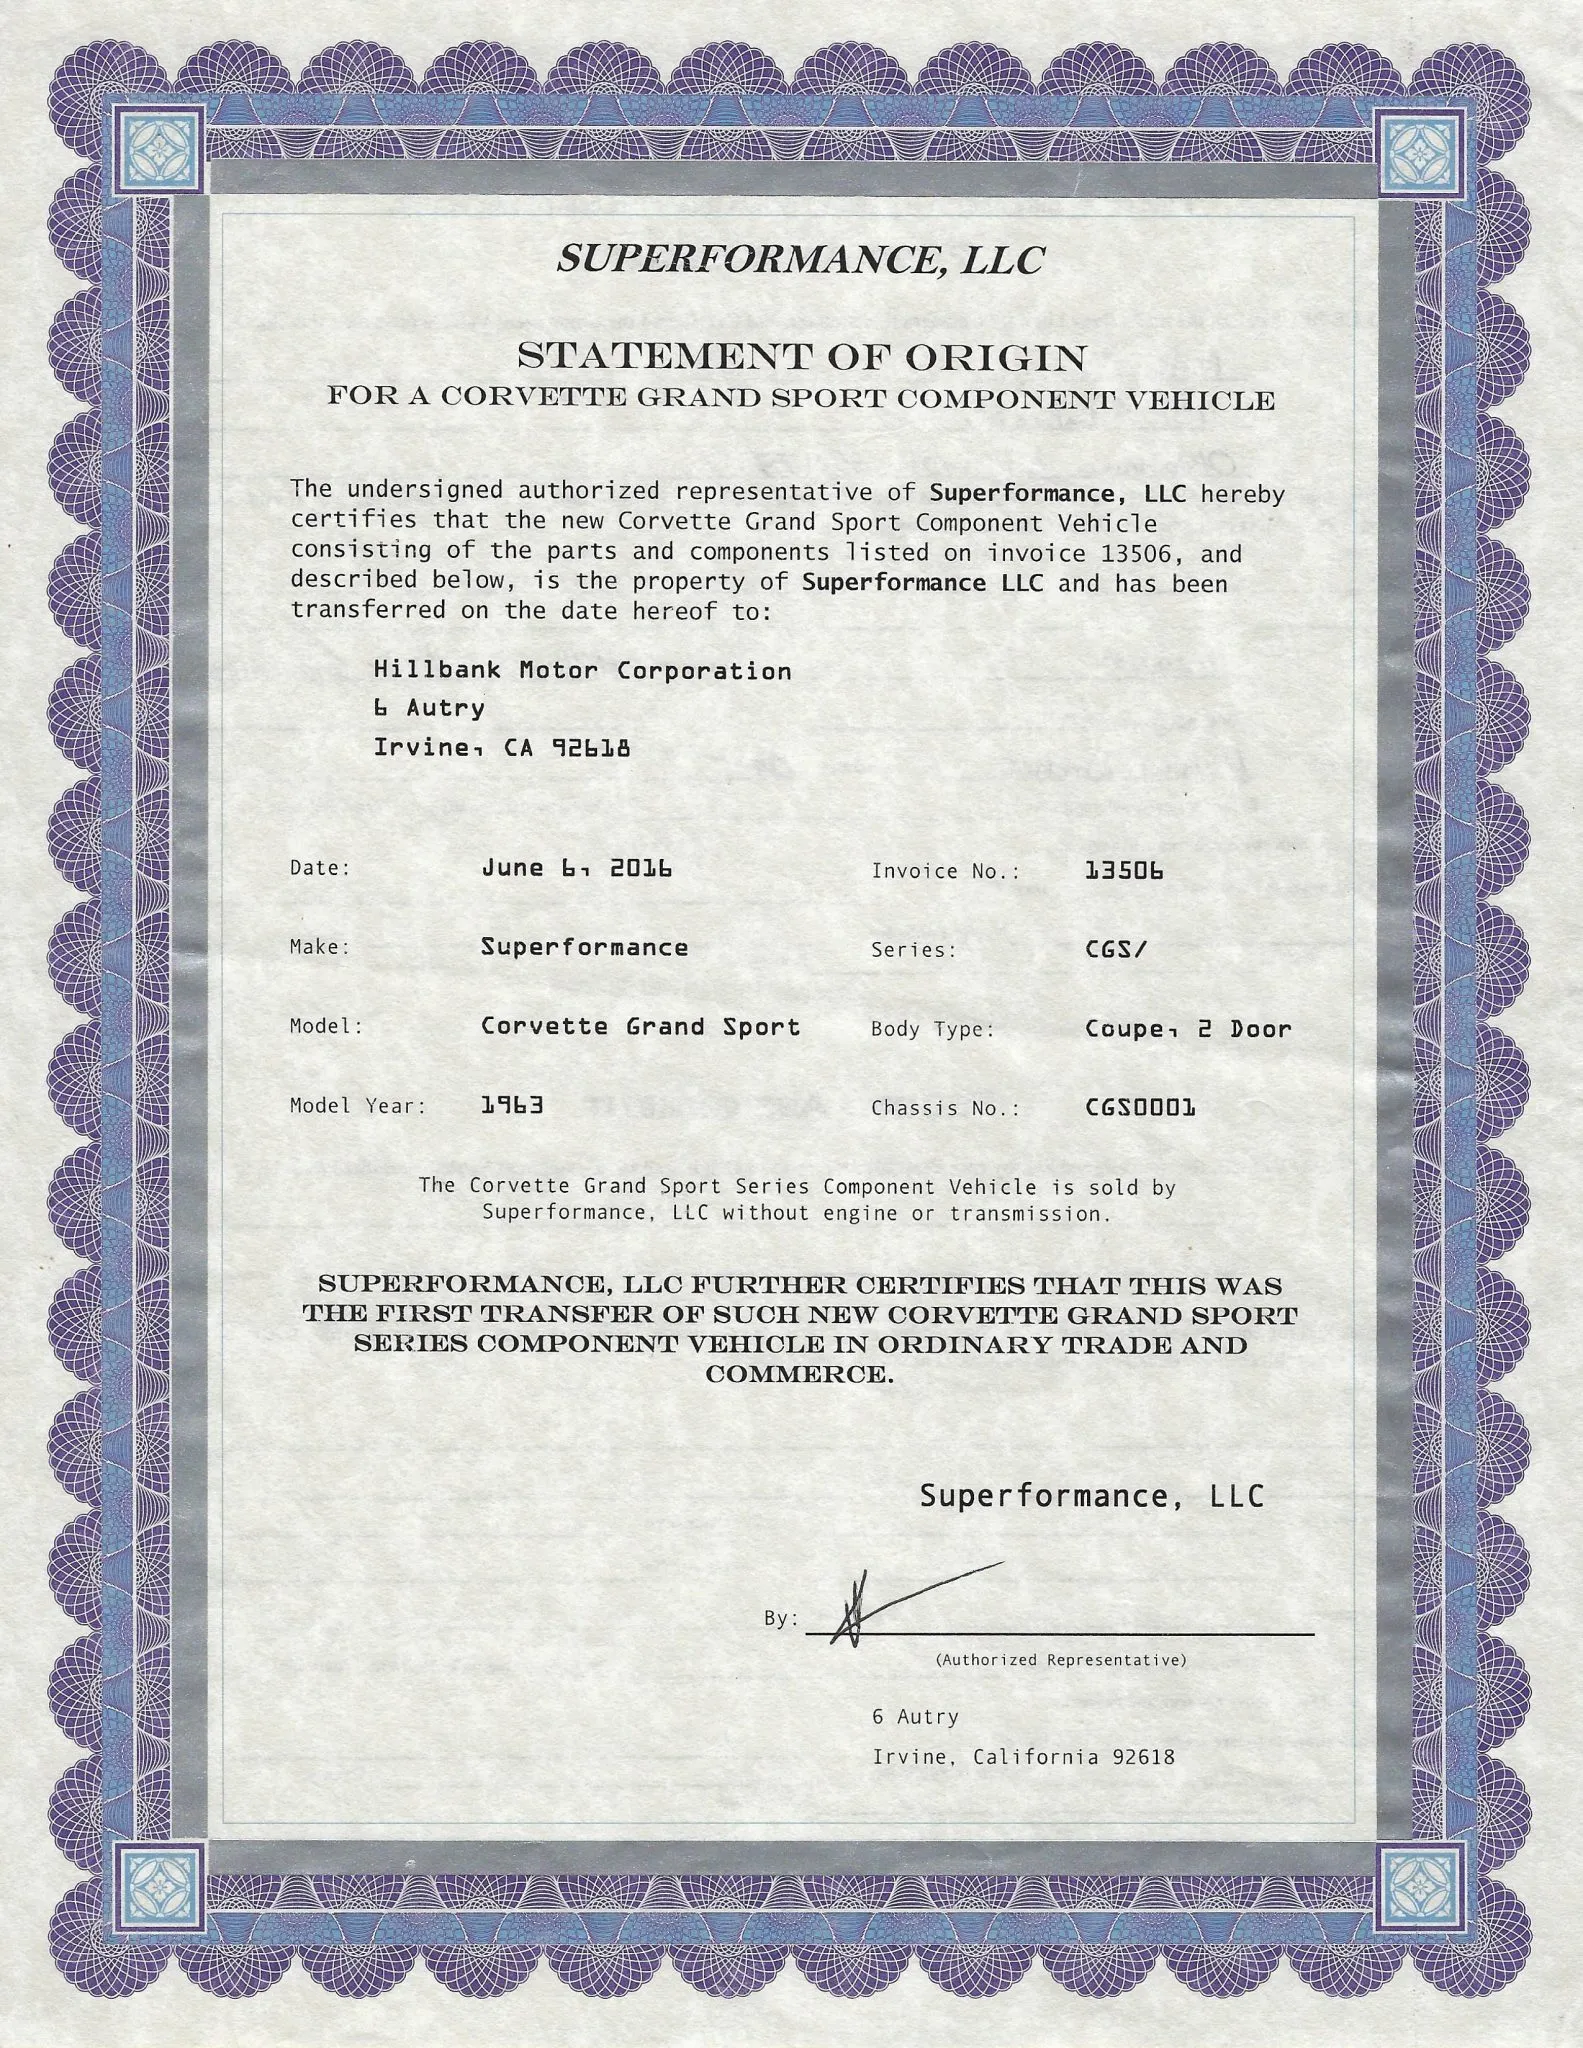 SUPERFORMANCE, LLC
STATEMENT OF ORIGIN
FOR A CORVETTE GRAND SPORT COMPONENT VEHICLE
The undersigned authorized representative of Superformance, LLC hereby
certifies that the new Corvette Grand Sport Component Vehicle
consisting of the parts and components listed on invoice 13506, and
described below, is the property of Superformance LLC and has been
transferred on the date hereof to:
Hillbank Motor Corporation
6 Autry
Irvine, CA 92618
Date: June 6, 2016 Invoice No.: 13506
Make: Superformance Series: CGS/
Model: Corvette Grand Sport Body Type: Coupe, 2 Door
Model Year: 1963 Chassis No.: CGS0001
The Corvette Grand Sport Series Component Vehicle is sold by
Superformance, LLC without engine or transmission.
SUPERFORMANCE, LLC FURTHER CERTIFIES THAT THIS WAS
THE FIRST TRANSFER OF SUCH NEW CORVETTE GRAND SPORT
SERIES COMPONENT VEHICLE IN ORDINARY TRADE AND
COMMERCE.
Superformance, LLC
By:
(Authorized Representative)
6 Autry
Irvine, California 92618